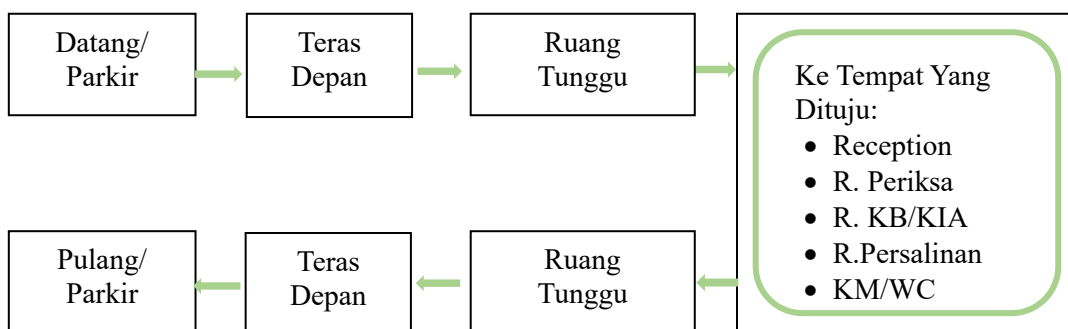 Datang/
Parkir
Teras
Depan
Ruang
Tunggu
Ke Tempat Yang
Dituju:
• Reception
• R. Periksa
• R. KB/KIA
• R.Persalinan
• KM/WC
Ruang
Tunggu
Teras
Depan
Pulang/
Parkir